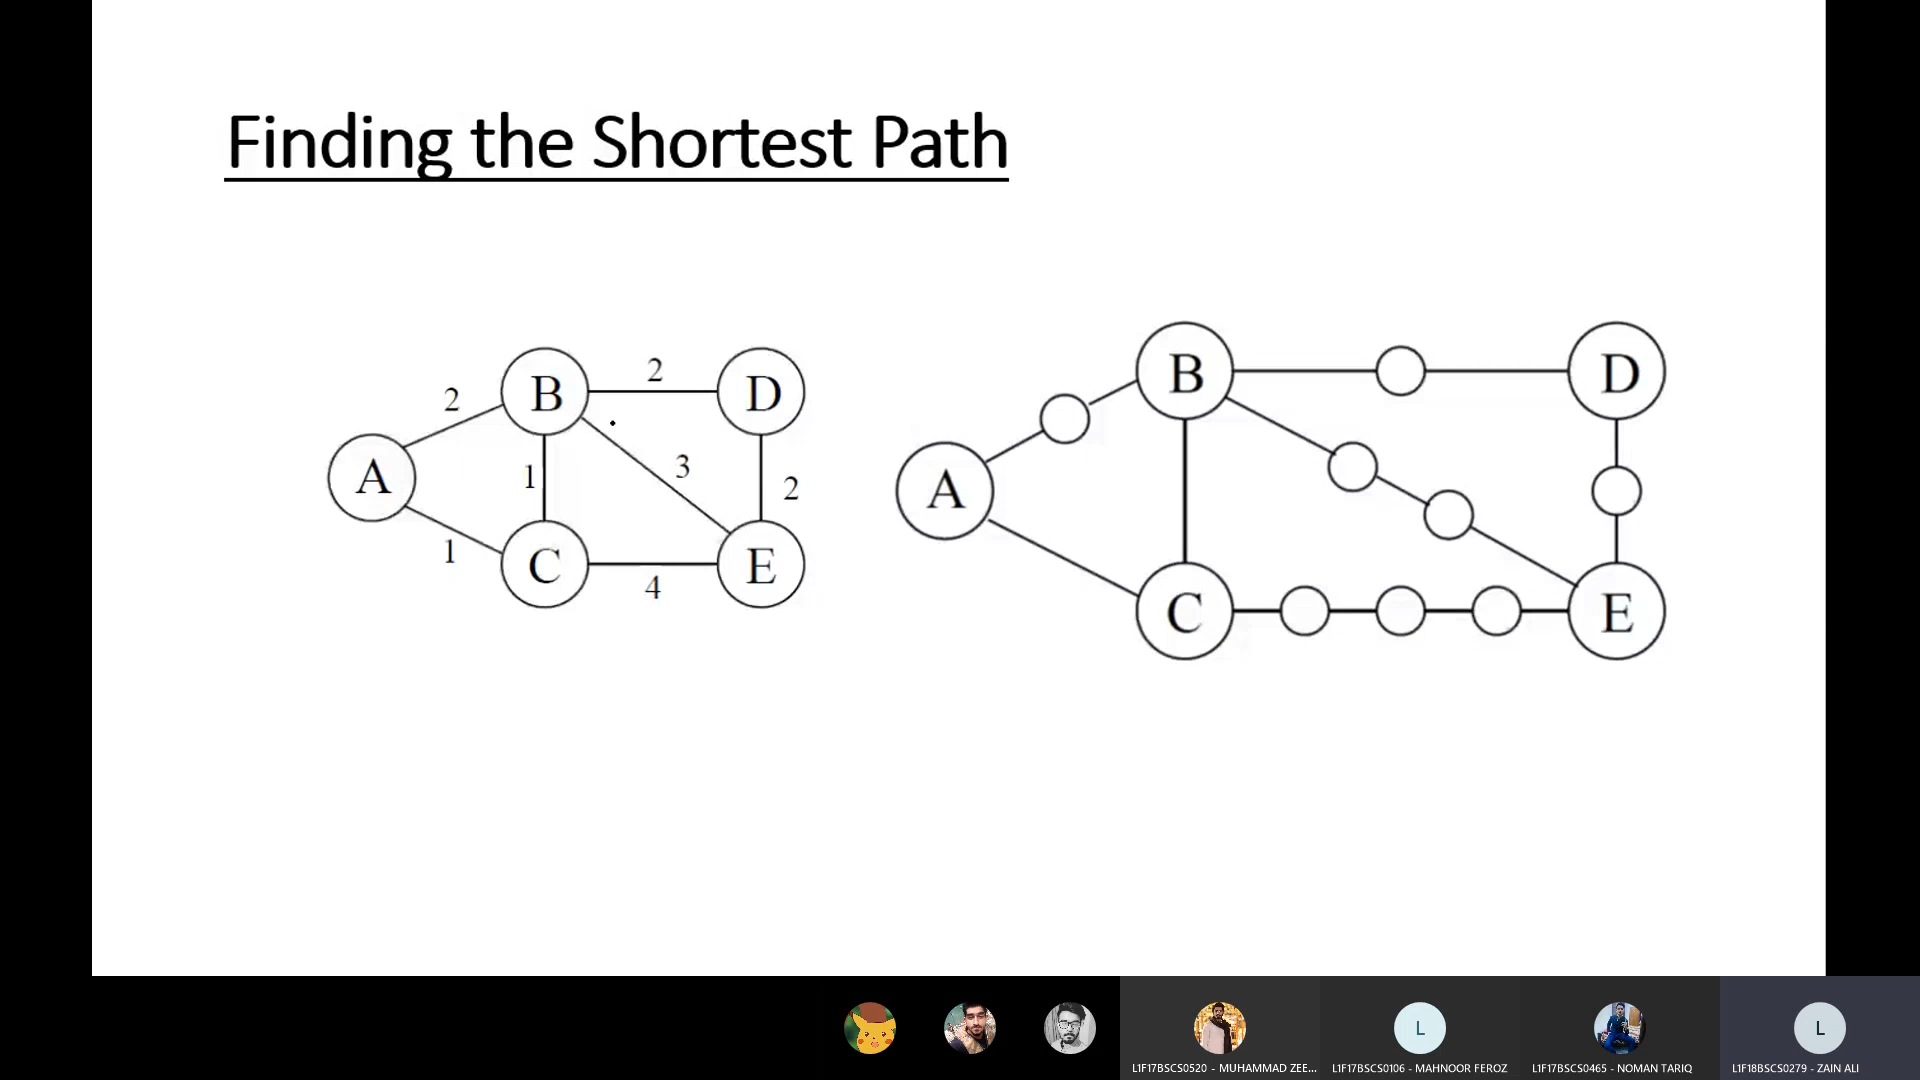 Finding the Shortest Path
2
B
2
D
A
1
3
2
1
C
4
E
B
D
A
C
E
L
L
L1F17BSCS0520 - MUHAMMAD ZEE...
L1F17BSCS0106 - MAHNOOR FEROZ
L1F17BSCS0465 - NOMAN TARIQ
L1F18BSCS0279 - ZAIN ALI